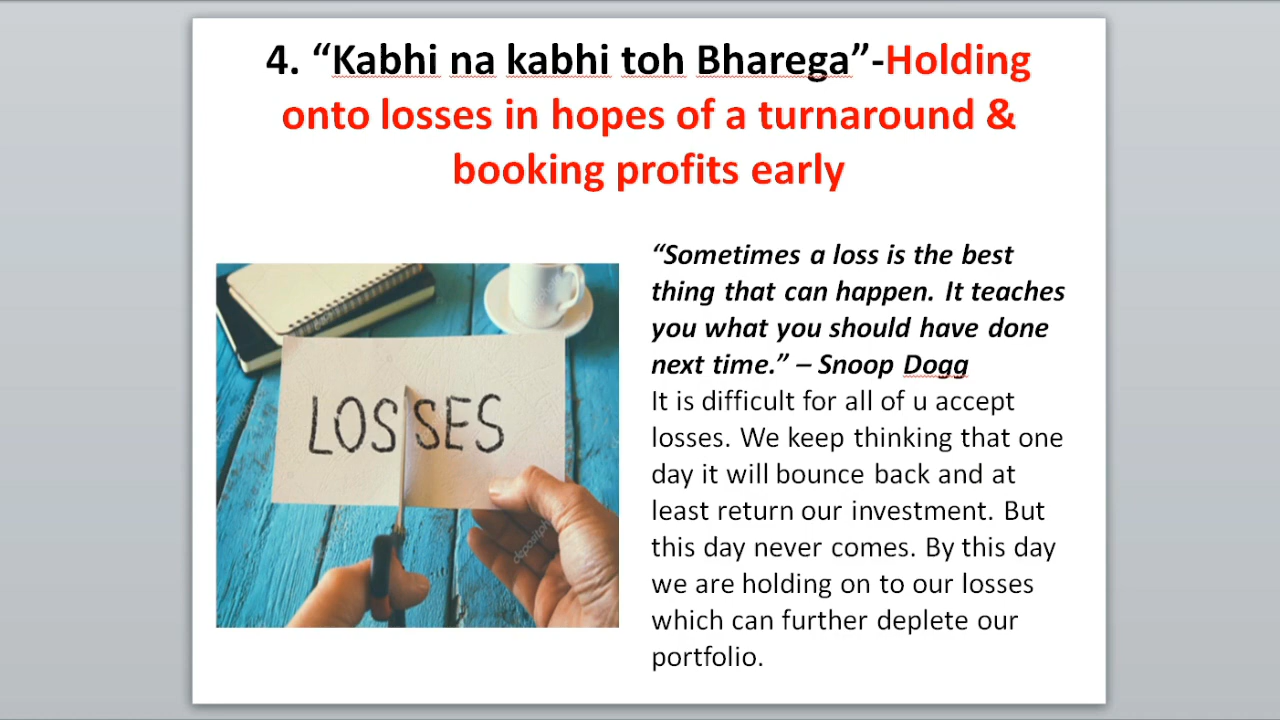 4. “Kabhi na kabhi toh Bharega”-Holding
onto losses in hopes of a turnaround &
booking profits early
“Sometimes a loss is the best
thing that can happen. It teaches
you what you should have done
next time.” – Snoop Dogg
It is difficult for all of u accept
losses. We keep thinking that one
day it will bounce back and at
least return our investment. But
this day never comes. By this day
we are holding on to our losses
which can further deplete our
portfolio.
LOSSES